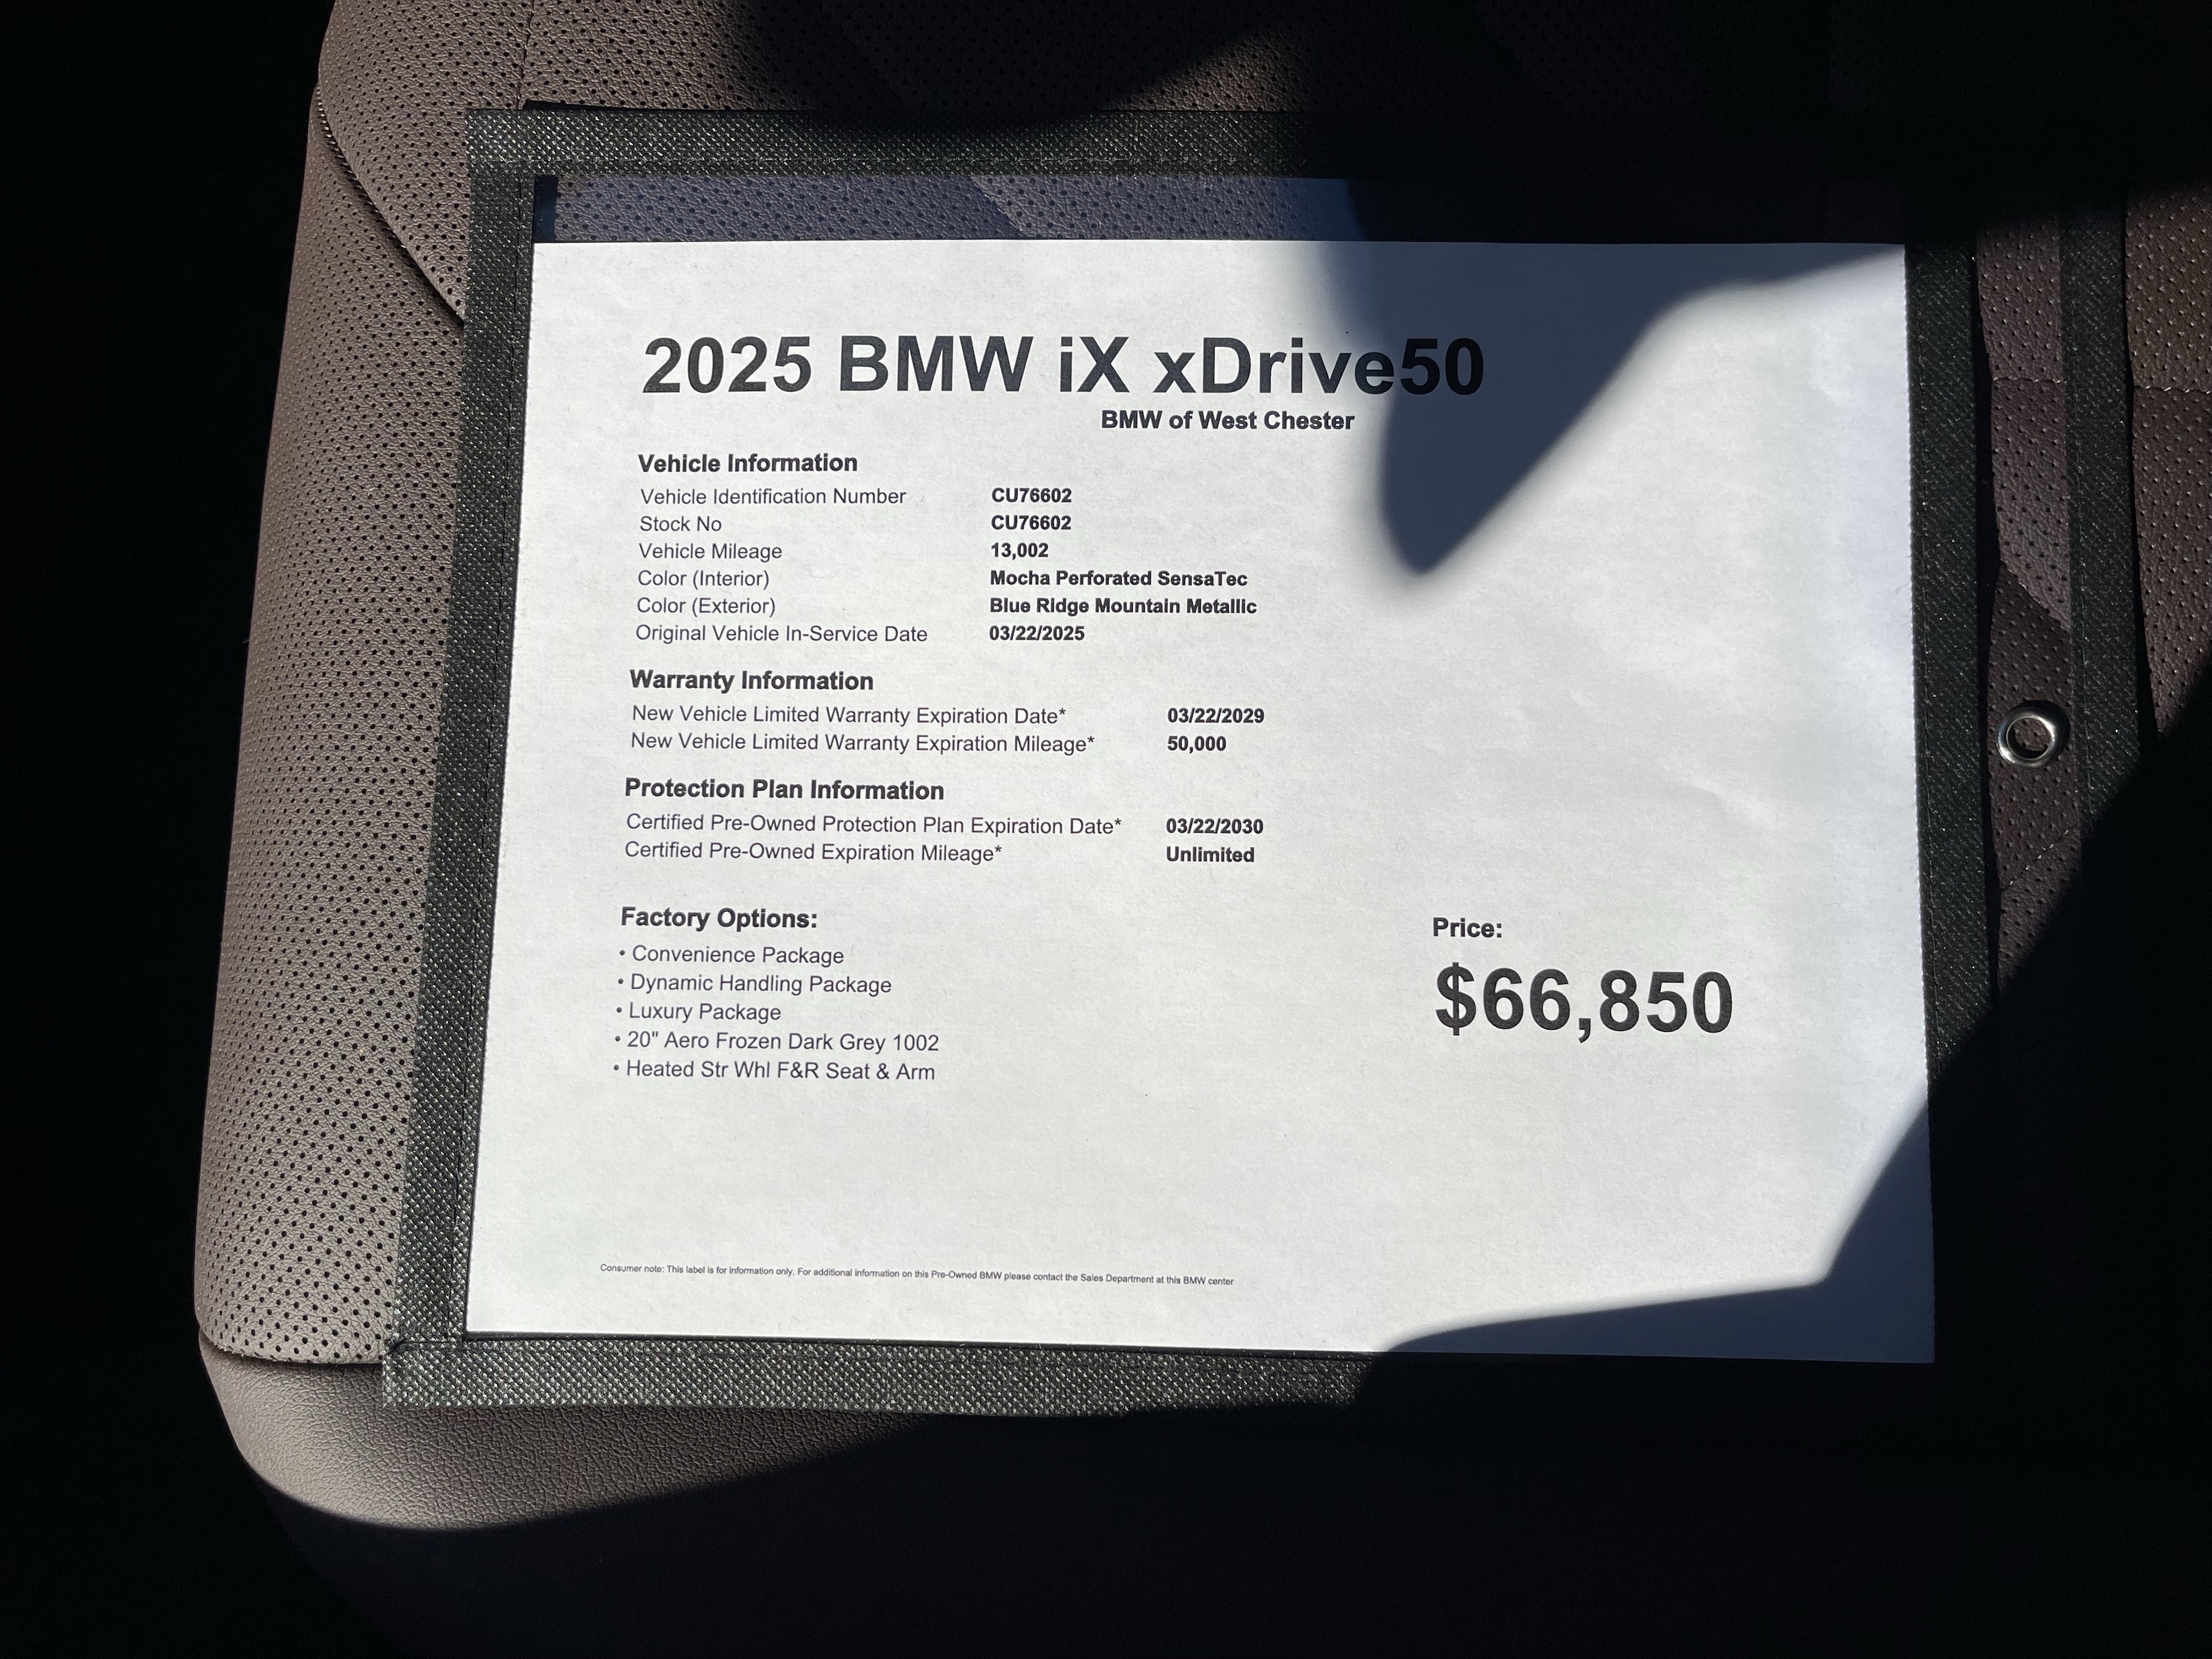 2025 BMW iX xDrive50
BMW of West Chester
Vehicle Information
Vehicle Identification Number CU76602
Stock No CU76602
Vehicle Mileage 13,002
Color (Interior) Mocha Perforated SensaTec
Color (Exterior) Blue Ridge Mountain Metallic
Original Vehicle In-Service Date 03/22/2025
Warranty Information
New Vehicle Limited Warranty Expiration Date* 03/22/2029
New Vehicle Limited Warranty Expiration Mileage* 50,000
Protection Plan Information
Certified Pre-Owned Protection Plan Expiration Date* 03/22/2030
Certified Pre-Owned Expiration Mileage* Unlimited
Factory Options:
• Convenience Package
• Dynamic Handling Package
• Luxury Package
• 20" Aero Frozen Dark Grey 1002
• Heated Str Whl F&R Seat & Arm
Price:
$66,850
Consumer note: This label is for information only. For additional information on this Pre-Owned BMW please contact the Sales Department at this BMW center